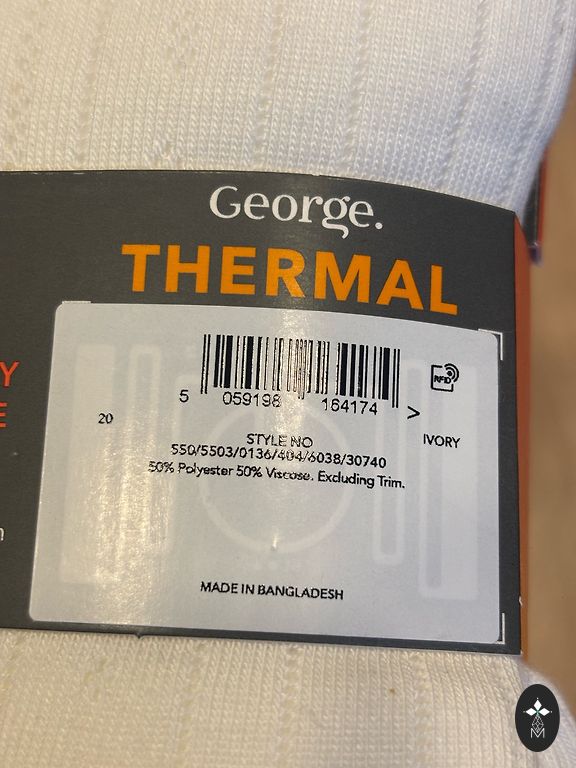 George.
THERMAL
Y
E
n
5 059198 164174 >
RFID
20
IVORY
STYLE NO
550/5503/0136/404/6038/30740
50% Polyester 50% Viscose. Excluding Trim.
MADE IN BANGLADESH
M